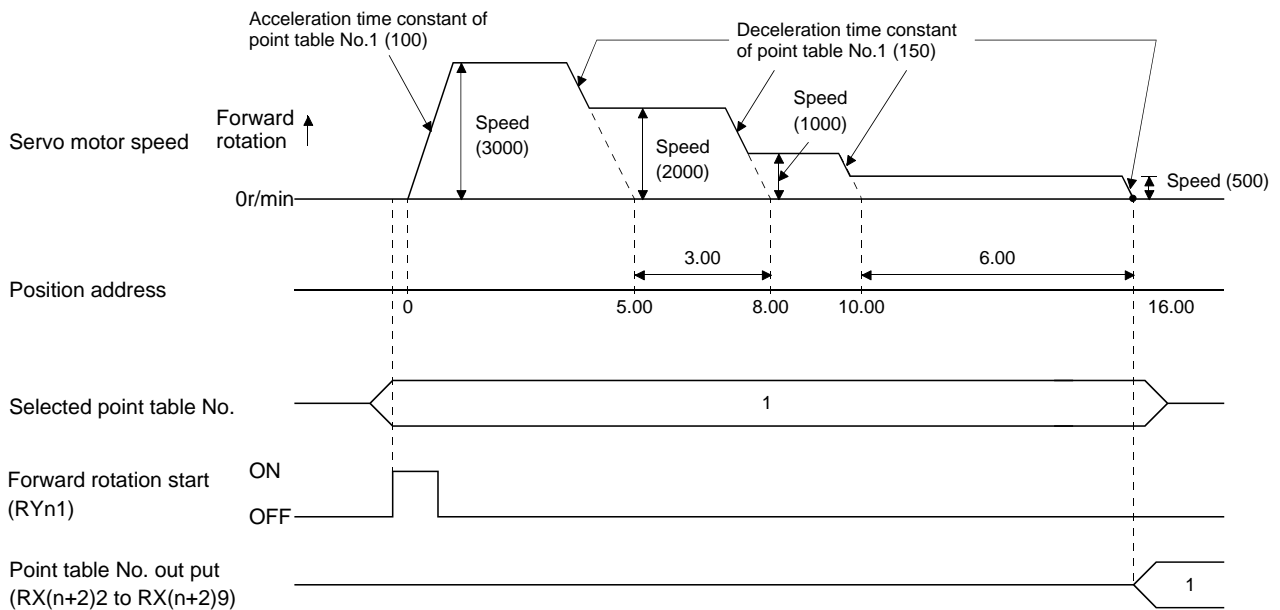 Acceleration time constant of
point table No.1 (100)
Deceleration time constant
of point table No.1 (150)
Servo motor speed
Forward
rotation
Speed
(3000)
Speed
(2000)
Speed
(1000)
Speed (500)
0r/min
3.00
6.00
Position address
0
5.00
8.00
10.00
16.00
Selected point table No.
1
Forward rotation start
(RYn1)
ON
OFF
Point table No. out put
(RX(n+2)2 to RX(n+2)9)
1